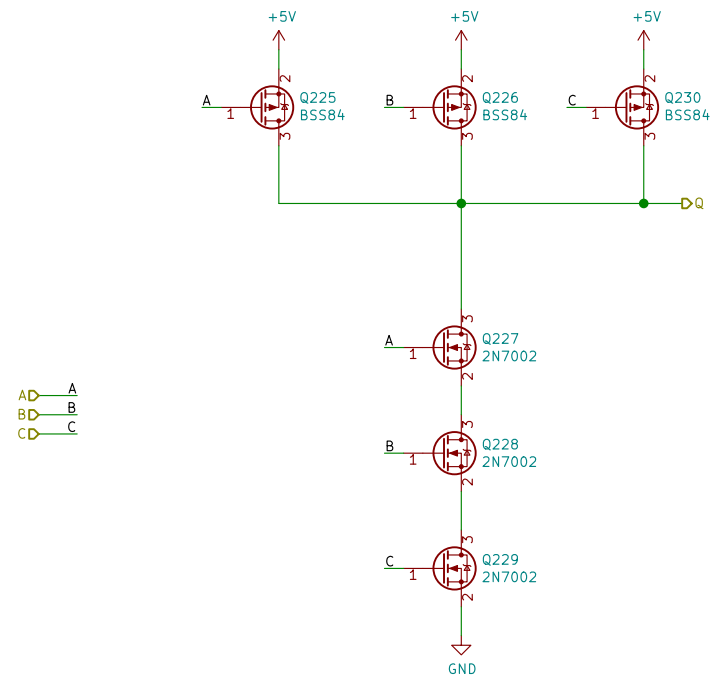 +5V +5V +5V
2 2 2
A 1 Q225 B 1 Q226 C 1 Q230
BSS84 BSS84 BSS84
3 3 3
Q
3
A 1 Q227
2N7002
2
A A
B B
C C
3
B 1 Q228
2N7002
2
3
C 1 Q229
2N7002
2
GND